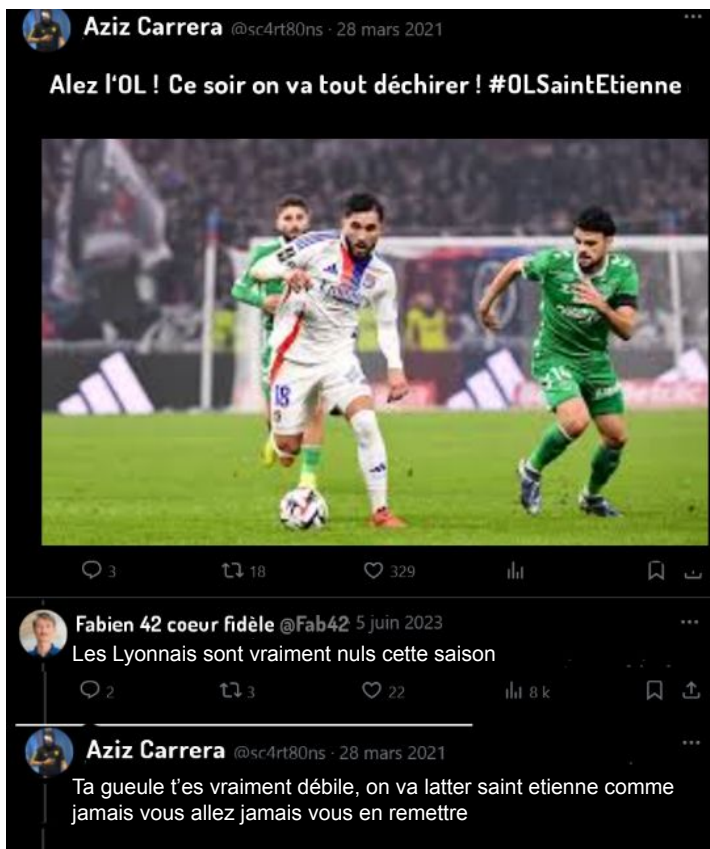 Aziz Carrera @sc4rt80ns · 28 mars 2021
Alez l'OL ! Ce soir on va tout déchirer ! #OLSaintEtienne
18
3 18 329
Fabien 42 coeur fidèle @Fab42 5 juin 2023
Les Lyonnais sont vraiment nuls cette saison
2 3 22 8 k
Aziz Carrera @sc4rt80ns · 28 mars 2021
Ta gueule t'es vraiment débile, on va latter saint etienne comme
jamais vous allez jamais vous en remettre